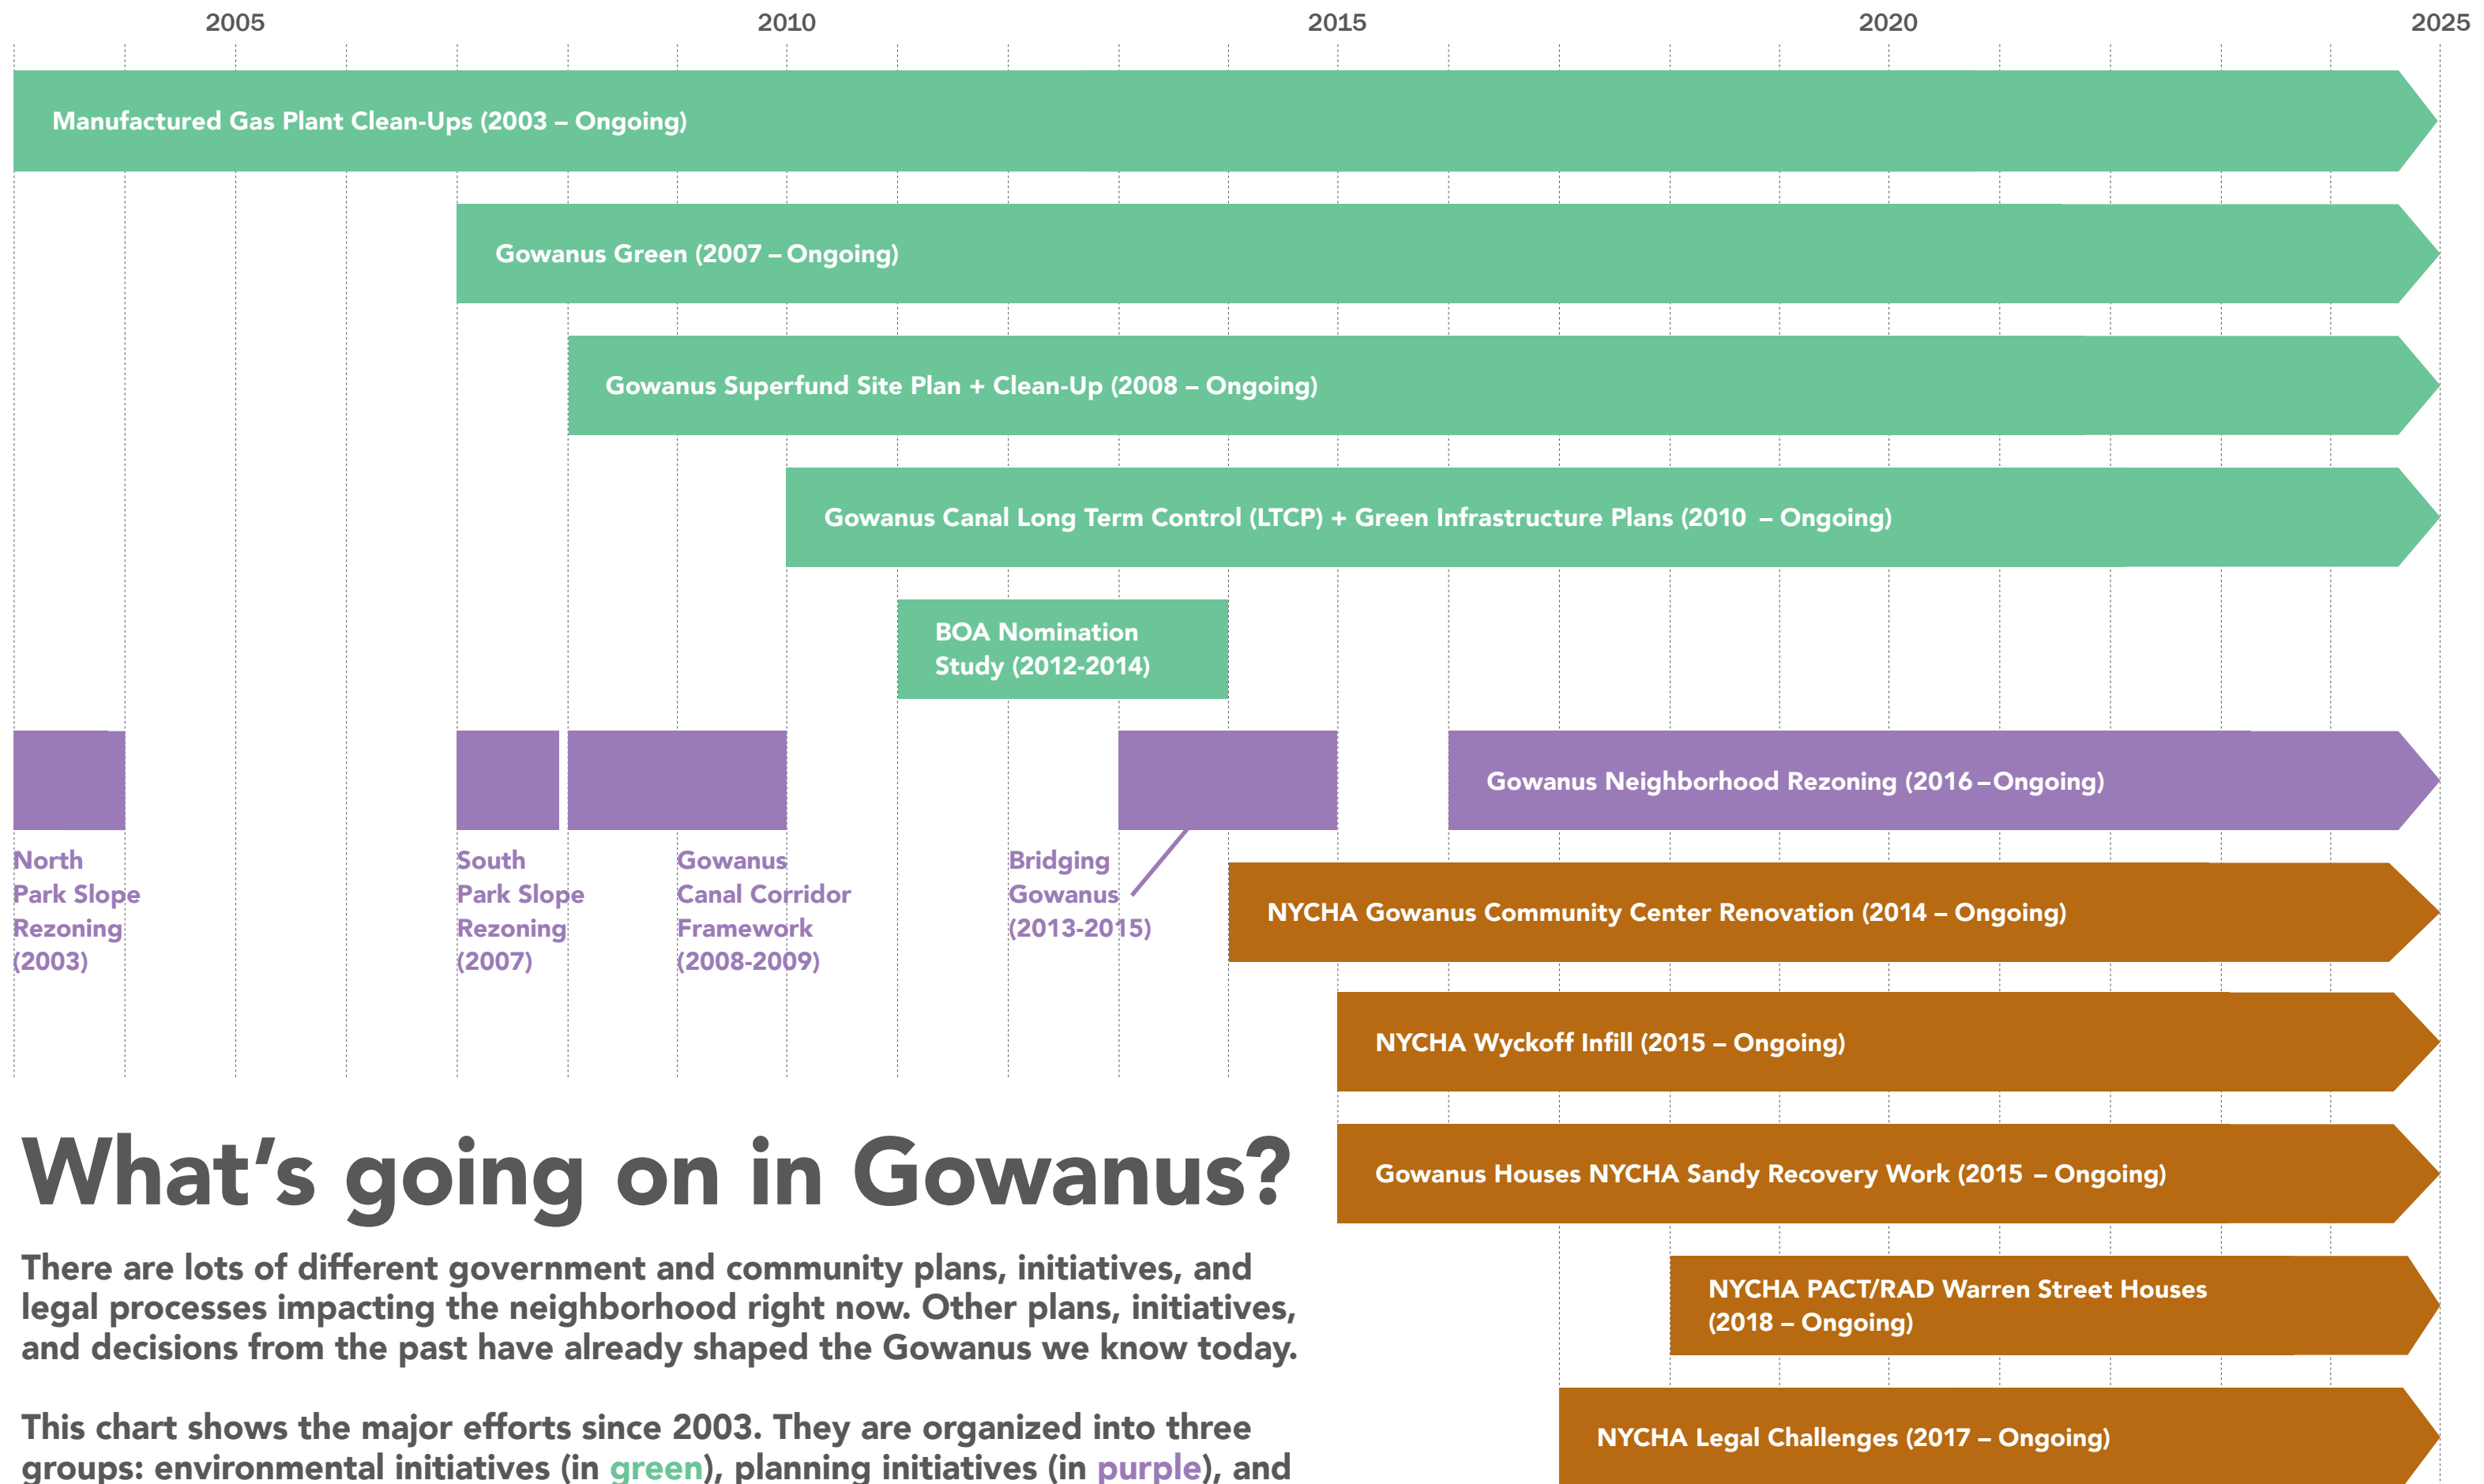 2005
2010
2015
2020
2025
Manufactured Gas Plant Clean-Ups (2003 – Ongoing)
Gowanus Green (2007 – Ongoing)
Gowanus Superfund Site Plan + Clean-Up (2008 – Ongoing)
Gowanus Canal Long Term Control (LTCP) + Green Infrastructure Plans (2010 – Ongoing)
BOA Nomination
Study (2012-2014)
Gowanus Neighborhood Rezoning (2016 – Ongoing)
North
Park Slope
Rezoning
(2003)
South
Park Slope
Rezoning
(2007)
Gowanus
Canal Corridor
Framework
(2008-2009)
Bridging
Gowanus
(2013-2015)
NYCHA Gowanus Community Center Renovation (2014 – Ongoing)
NYCHA Wyckoff Infill (2015 – Ongoing)
Gowanus Houses NYCHA Sandy Recovery Work (2015 – Ongoing)
NYCHA PACT/RAD Warren Street Houses
(2018 – Ongoing)
NYCHA Legal Challenges (2017 – Ongoing)
What's going on in Gowanus?
There are lots of different government and community plans, initiatives, and
legal processes impacting the neighborhood right now. Other plans, initiatives,
and decisions from the past have already shaped the Gowanus we know today.
This chart shows the major efforts since 2003. They are organized into three
groups: environmental initiatives (in green), planning initiatives (in purple), and